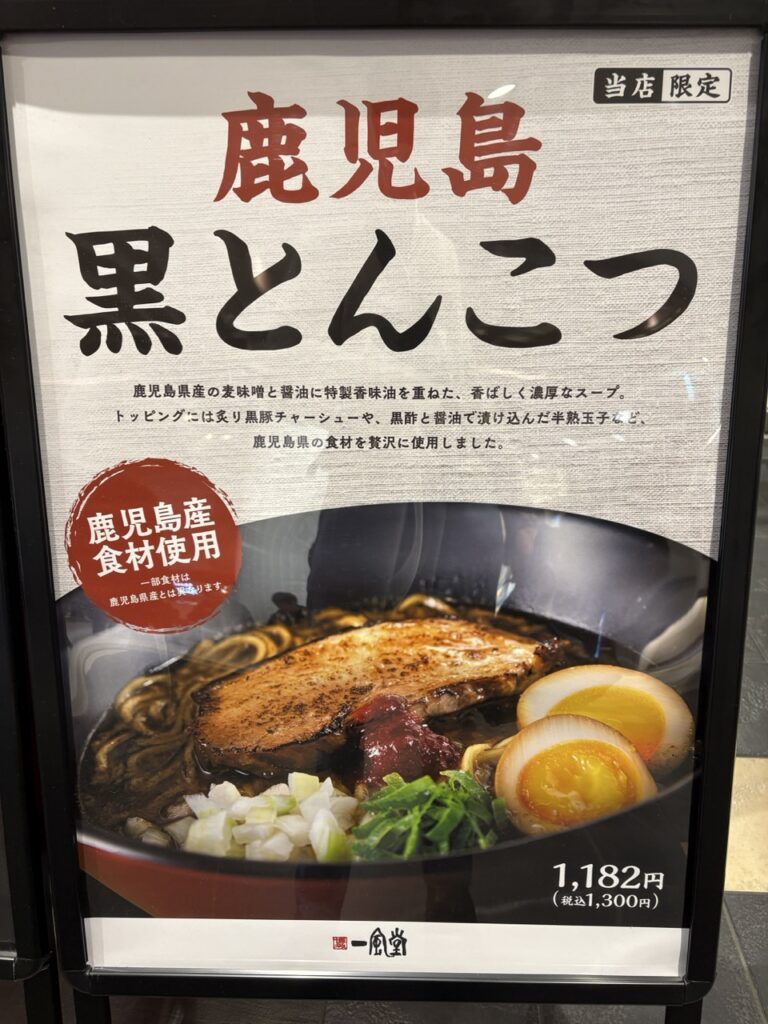 当店限定
鹿児島
黒とんこつ
鹿児島県産の麦味噌と醤油に特製香味油を重ねた、香ばしく濃厚なスープ。
トッピングには炙り黒豚チャーシューや、黒酢と醤油で漬け込んだ半熟玉子など、
鹿児島県の食材を贅沢に使用しました。
鹿児島産
食材使用
一部食材は
鹿児島県産とは異なります。
1,182円
(税込1,300円)
一風堂